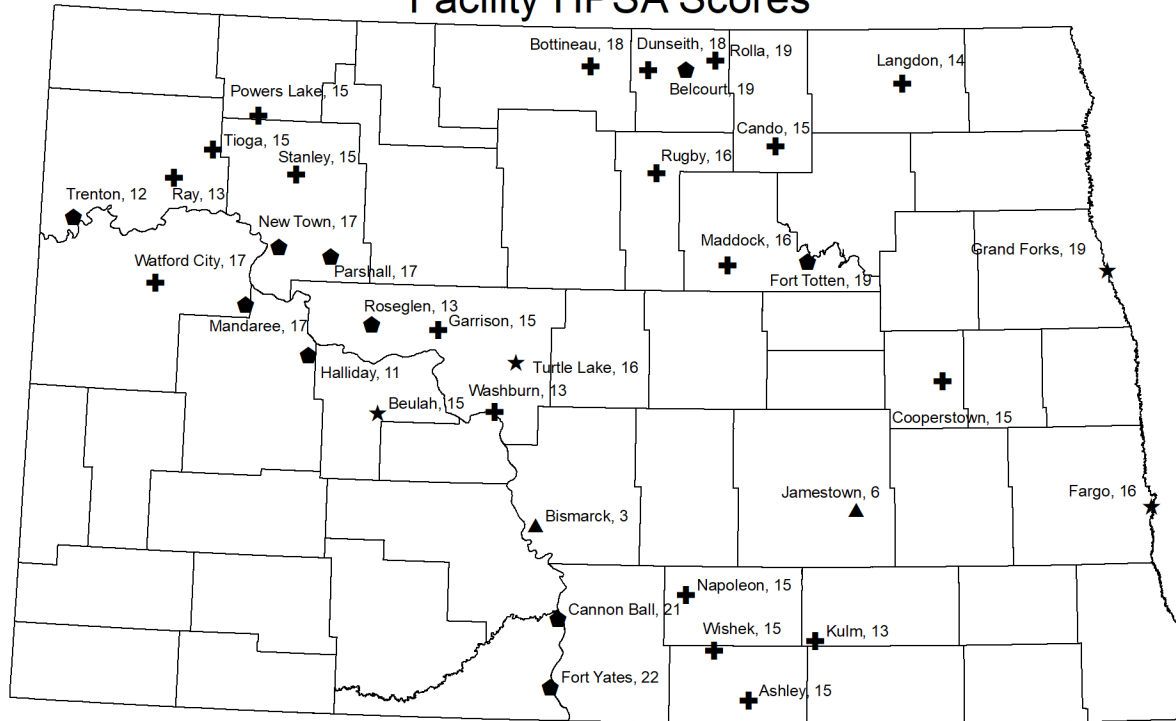 Facility HPSA Scores
Bottineau, 18
Dunseith, 18
Rolla, 19
Langdon, 14
Belcourt, 19
Powers Lake, 15
Cando, 15
Tioga, 15
Stanley, 15
Rugby, 16
Trenton, 12
Ray, 13
New Town, 17
Maddock, 16
Grand Forks, 19
Watford City, 17
Parshall, 17
Fort Totten, 19
Roseglen, 13
Mandaree, 17
Garrison, 15
Halliday, 11
Turtle Lake, 16
Washburn, 13
Beulah, 15
Cooperstown, 15
Jamestown, 6
Fargo, 16
Bismarck, 3
Napoleon, 15
Cannon Ball, 21
Wishek, 15
Kulm, 13
Fort Yates, 22
Ashley, 15